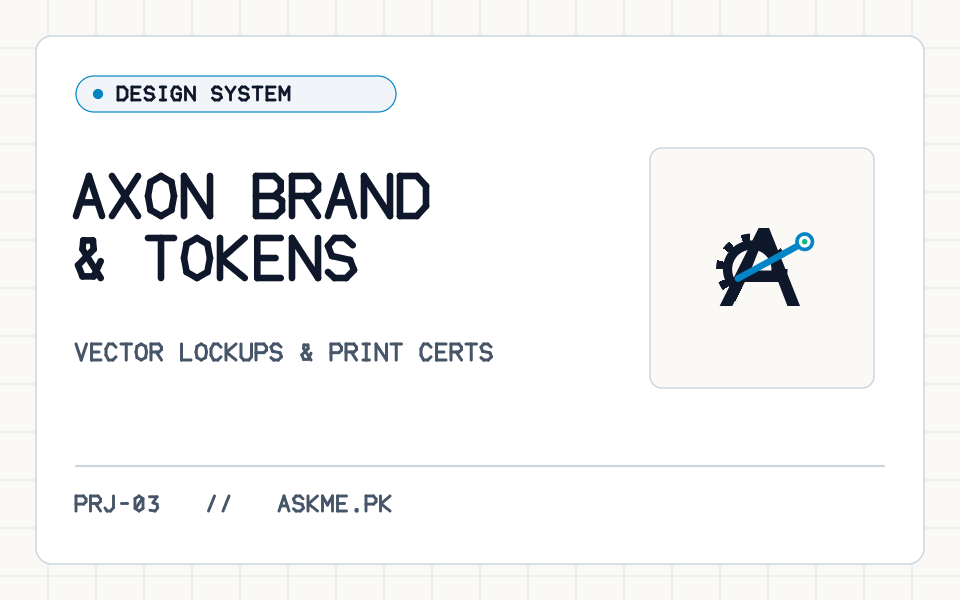 DESIGN SYSTEM
AXON BRAND
& TOKENS
VECTOR LOCKUPS & PRINT CERTS
PRJ-03 // ASKME.PK